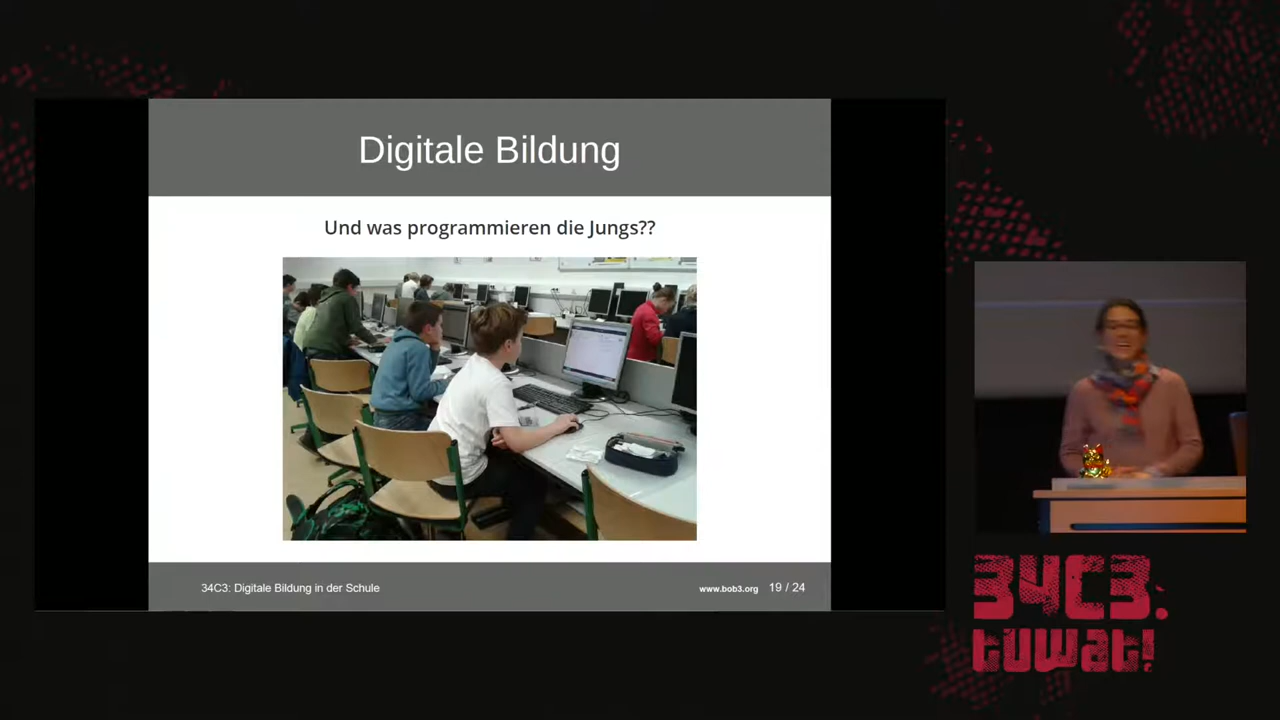 Digitale Bildung
Und was programmieren die Jungs??
34C3: Digitale Bildung in der Schule
www.bob3.org
19 / 24
34C3.
tuwat!